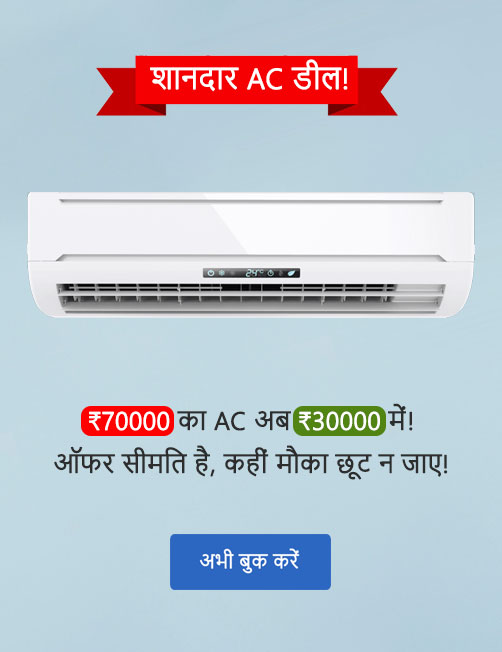 शानदार AC डील!
24°C
₹70000 का AC अब ₹30000 में!
ऑफर सीमति है, कहीं मौका छूट न जाए!
अभी बुक करें